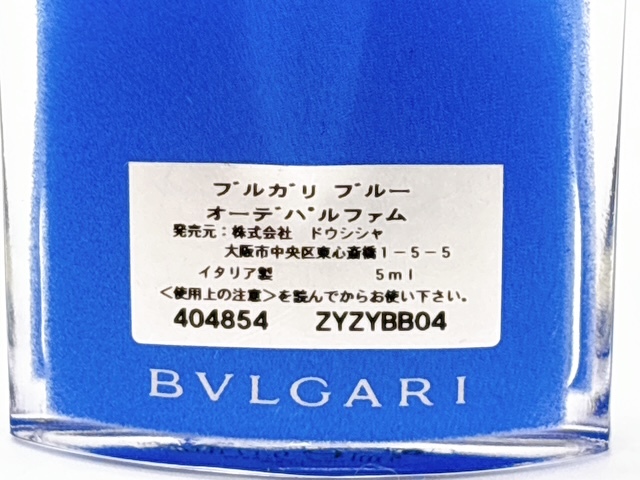 ブルガリ ブルー
オーデパルファム
発売元：株式会社　ドウシシャ
大阪市中央区東心斎橋1-5-5
イタリア製　5ml
<使用上の注意>を読んでからお使い下さい。
404854　ZYZYBB04
BVLGARI